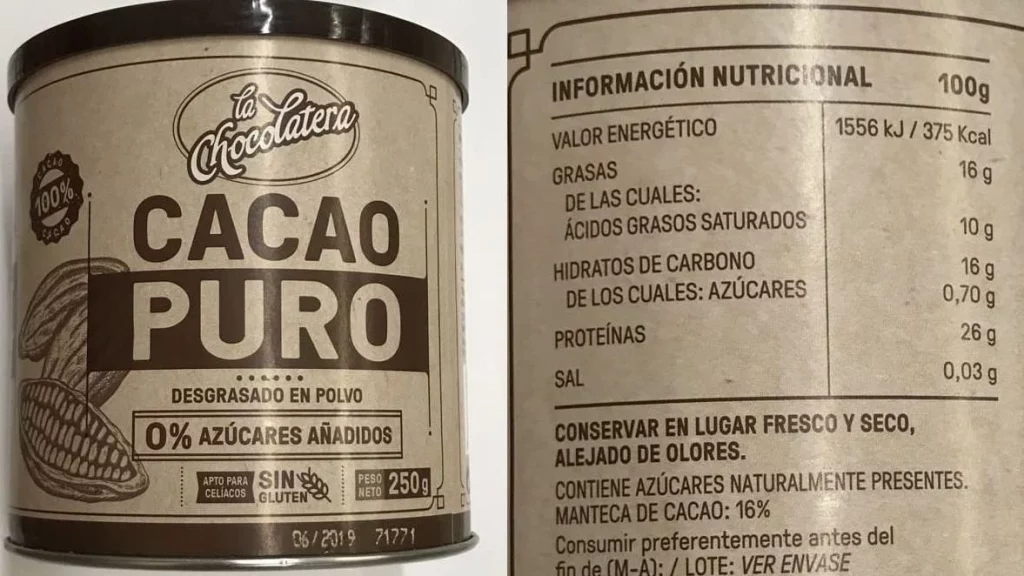 la
Chocolatera
CACAO
100%
CACAO
CACAO
PURO
DESGRASADO EN POLVO
0% AZÚCARES AÑADIDOS
APTO PARA
CELÍACOS
SIN
GLUTEN
PESO
NETO
250g
06/2019 71771
INFORMACIÓN NUTRICIONAL 100g
VALOR ENERGÉTICO 1556 kJ / 375 Kcal
GRASAS 16 g
DE LAS CUALES:
ÁCIDOS GRASOS SATURADOS 10 g
HIDRATOS DE CARBONO 16 g
DE LOS CUALES: AZÚCARES 0,70 g
PROTEÍNAS 26 g
SAL 0,03 g
CONSERVAR EN LUGAR FRESCO Y SECO,
ALEJADO DE OLORES.
CONTIENE AZÚCARES NATURALMENTE PRESENTES.
MANTECA DE CACAO: 16%
Consumir preferentemente antes del
fin de (M-A): / LOTE: VER ENVASE